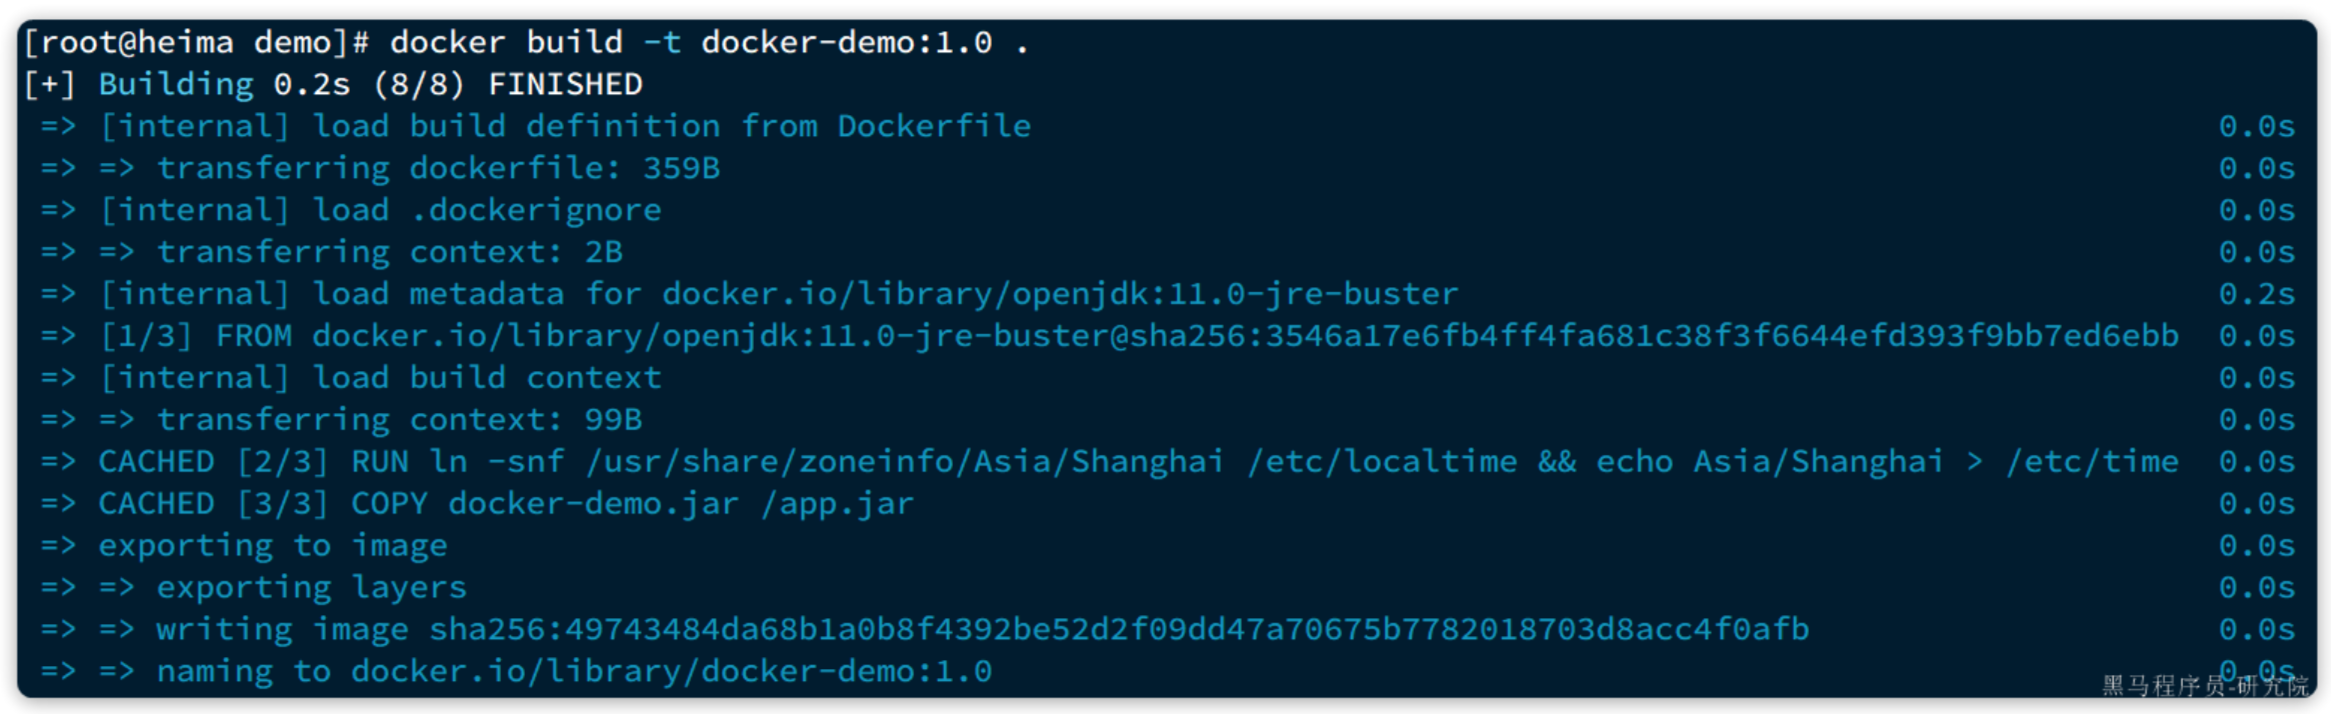 [root@heima demo]# docker build -t docker-demo:1.0 .
[+] Building 0.2s (8/8) FINISHED
=> [internal] load build definition from Dockerfile 0.0s
=> => transferring dockerfile: 359B 0.0s
=> [internal] load .dockerignore 0.0s
=> => transferring context: 2B 0.0s
=> [internal] load metadata for docker.io/library/openjdk:11.0-jre-buster 0.2s
=> [1/3] FROM docker.io/library/openjdk:11.0-jre-buster@sha256:3546a17e6fb4ff4fa681c38f3f6644efd393f9bb7ed6ebb 0.0s
=> [internal] load build context 0.0s
=> => transferring context: 99B 0.0s
=> CACHED [2/3] RUN ln -snf /usr/share/zoneinfo/Asia/Shanghai /etc/localtime && echo Asia/Shanghai > /etc/time 0.0s
=> CACHED [3/3] COPY docker-demo.jar /app.jar 0.0s
=> exporting to image 0.0s
=> => exporting layers 0.0s
=> => writing image sha256:49743484da68b1a0b8f4392be52d2f09dd47a70675b7782018703d8acc4f0afb 0.0s
=> => naming to docker.io/library/docker-demo:1.0 0.0s
黑马程序员-研究院